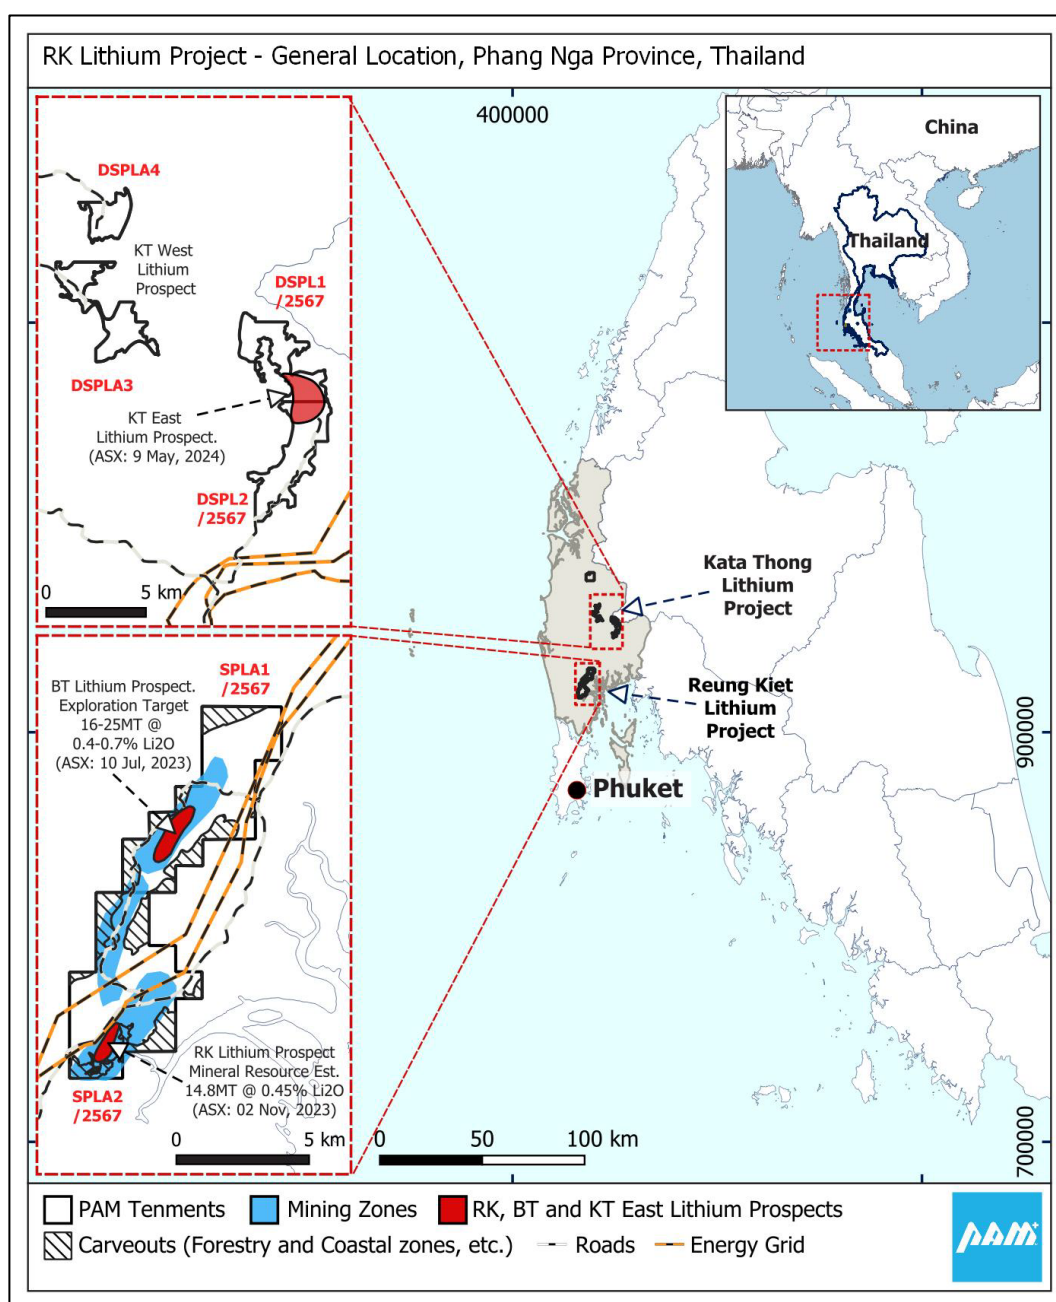 RK Lithium Project - General Location, Phang Nga Province, Thailand
400000
China
Thailand
DSPLA4
KT West
Lithium
Prospect
DSPL1
/2567
DSPLA3
KT East
Lithium Prospect.
(ASX: 9 May, 2024)
DSPL2
/2567
0
5 km
Kata Thong
Lithium
Project
Reung Kiet
Lithium
Project
Phuket
900000
SPLA1
/2567
BT Lithium Prospect.
Exploration Target
16-25MT @
0.4-0.7% Li2O
(ASX: 10 Jul, 2023)
RK Lithium Prospect
Mineral Resource Est.
14.8MT @ 0.45% Li2O
(ASX: 02 Nov, 2023)
SPLA2
/2567
0
5 km
0
50
100 km
700000
PAM Tenments
Mining Zones
RK, BT and KT East Lithium Prospects
Carveouts (Forestry and Coastal zones, etc.)
Roads
Energy Grid
PAM+